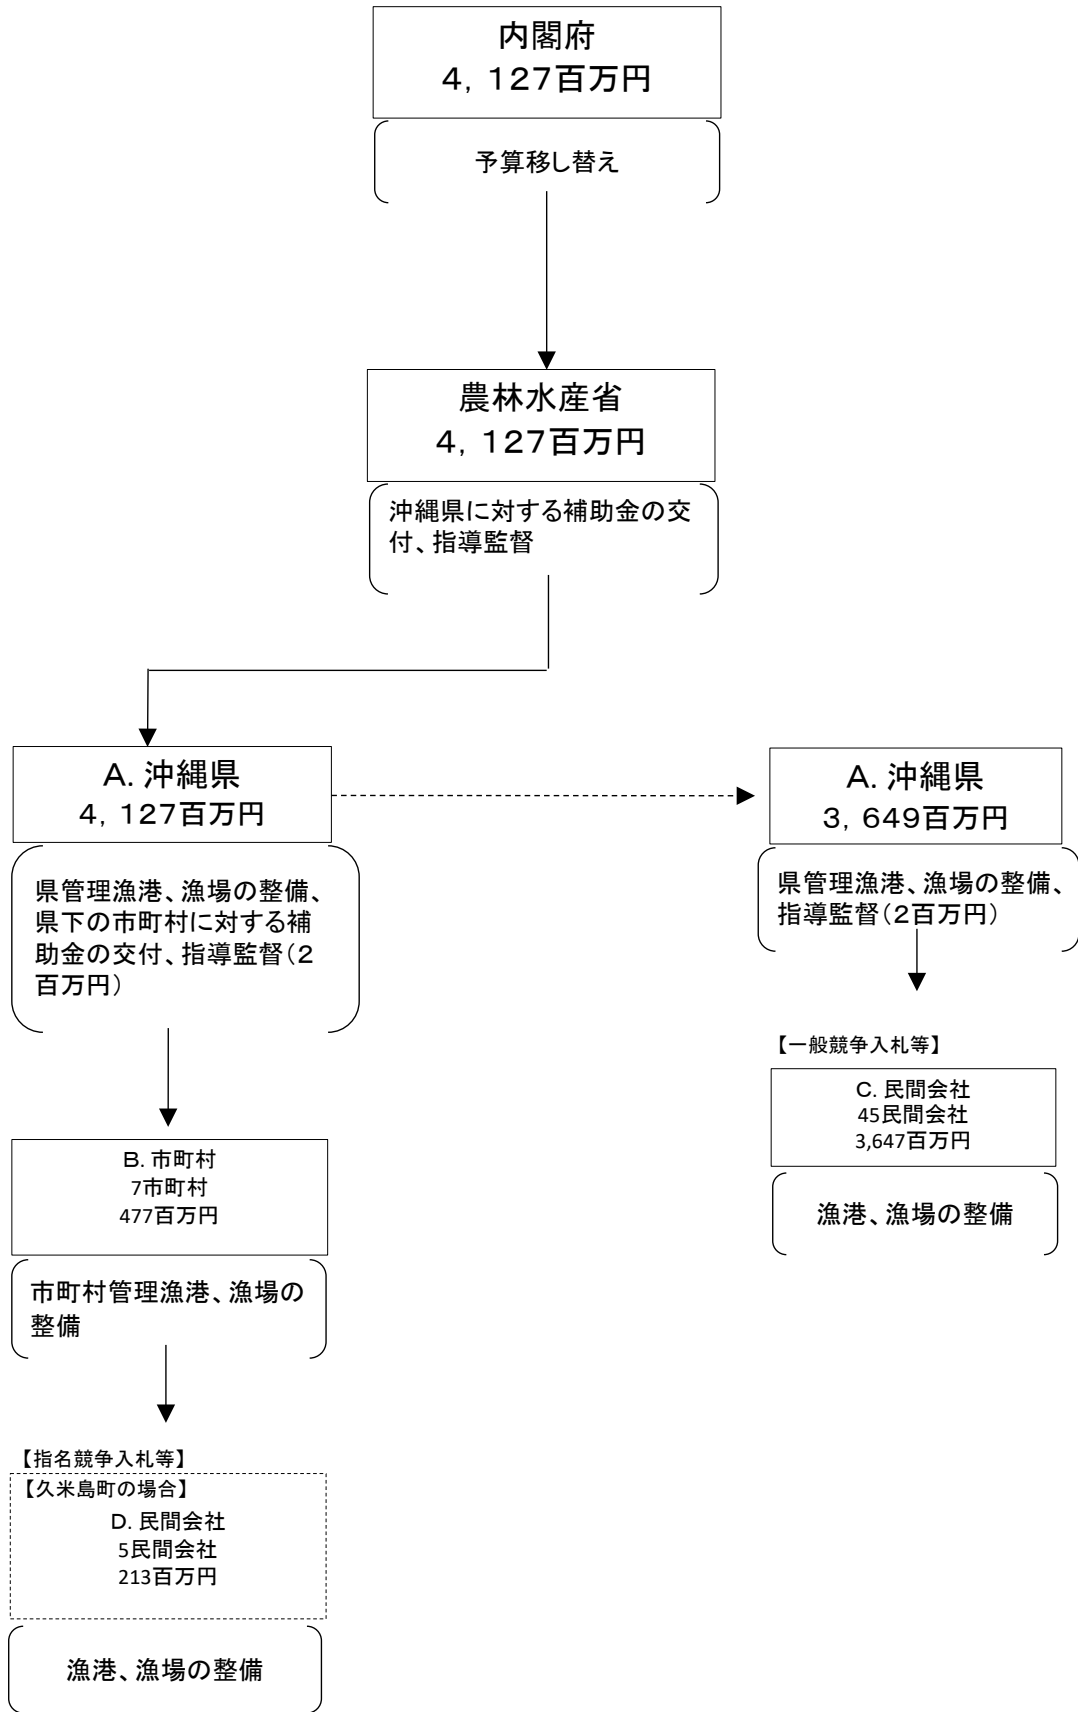 内閣府
４，１２７百万円
予算移し替え
農林水産省
４，１２７百万円
沖縄県に対する補助金の交
付、指導監督
Ａ．沖縄県
４，１２７百万円
県管理漁港、漁場の整備、
県下の市町村に対する補
助金の交付、指導監督（２
百万円）
Ｂ．市町村
7市町村
477百万円
市町村管理漁港、漁場の
整備
【指名競争入札等】
【久米島町の場合】
Ｄ．民間会社
5民間会社
213百万円
漁港、漁場の整備
Ａ．沖縄県
３，６４９百万円
県管理漁港、漁場の整備、
指導監督（２百万円）
【一般競争入札等】
Ｃ．民間会社
45民間会社
3,647百万円
漁港、漁場の整備